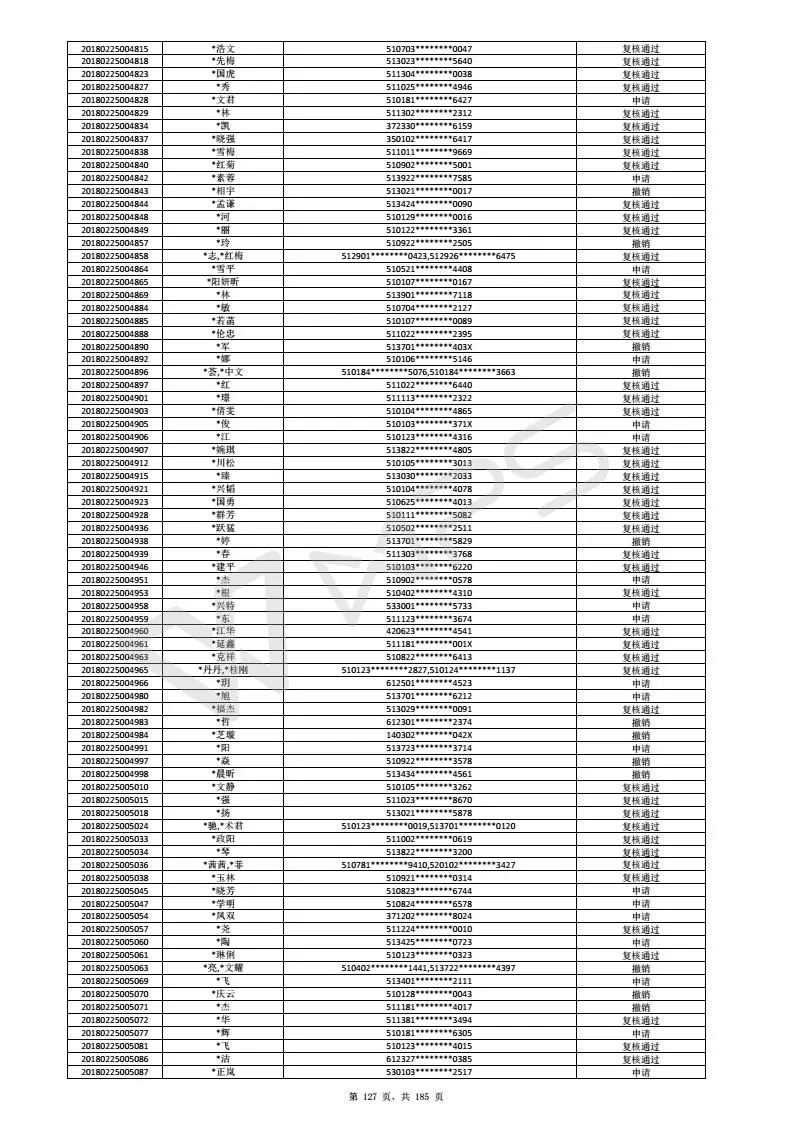 20180225004815 *浩文 510703********0047 复核通过
20180225004818 *先梅 513023********5640 复核通过
20180225004823 *国虎 511304********0038 复核通过
20180225004827 *秀 511025********4946 复核通过
20180225004828 *文君 510181********6427 申请
20180225004829 *林 511302********2312 复核通过
20180225004834 *凯 372330********6159 复核通过
20180225004837 *晓强 350102********6417 复核通过
20180225004838 *雪梅 511011********9669 复核通过
20180225004840 *红菊 510902********5001 复核通过
20180225004842 *素蓉 513922********7585 申请
20180225004843 *相宇 513021********0017 撤销
20180225004844 *孟谦 513424********0090 复核通过
20180225004848 *河 510129********0016 复核通过
20180225004849 *丽 510122********3361 复核通过
20180225004857 *玲 510922********2505 撤销
20180225004858 *志,*红梅 512901********0423,512926********6475 复核通过
20180225004864 *雪平 510521********4408 申请
20180225004865 *阳妍昕 510107********0167 复核通过
20180225004869 *林 513901********7118 复核通过
20180225004884 *敏 510704********2127 复核通过
20180225004885 *若菡 510107********0089 复核通过
20180225004888 *伦忠 511022********2395 复核通过
20180225004890 *军 513701********403X 撤销
20180225004892 *娜 510106********5146 申请
20180225004896 *荟,*中文 510184********5076,510184********3663 撤销
20180225004897 *红 511022********6440 复核通过
20180225004901 *璟 511113********2322 复核通过
20180225004903 *倩雯 510104********4865 复核通过
20180225004905 *俊 510103********371X 申请
20180225004906 *江 510123********4316 申请
20180225004907 *婉琪 513822********4805 复核通过
20180225004912 *川松 510105********3013 复核通过
20180225004915 *臻 513030********2033 复核通过
20180225004921 *兴韬 510104********4078 复核通过
20180225004923 *国勇 510625********4013 复核通过
20180225004928 *群芳 510111********5082 复核通过
20180225004936 *跃猛 510502********2511 复核通过
20180225004938 *婷 513701********5829 撤销
20180225004939 *春 511303********3768 复核通过
20180225004946 *建平 510103********6220 复核通过
20180225004951 *杰 510902********0578 申请
20180225004953 *根 510402********4310 复核通过
20180225004958 *兴特 533001********5733 申请
20180225004959 *东 511123********3674 申请
20180225004960 *江华 420623********4541 复核通过
20180225004961 *延鑫 511181********001X 复核通过
20180225004963 *克祥 510822********6413 复核通过
20180225004965 *丹丹,*桂刚 510123********2827,510124********1137 复核通过
20180225004966 *玥 612501********4523 申请
20180225004980 *旭 513701********6212 申请
20180225004982 *福杰 513029********0091 复核通过
20180225004983 *哲 612301********2374 撤销
20180225004984 *芝璇 140302********042X 撤销
20180225004991 *阳 513723********3714 申请
20180225004997 *焱 510922********3578 撤销
20180225004998 *晨昕 513434********4561 撤销
20180225005010 *文静 510105********3262 复核通过
20180225005015 *强 511023********8670 复核通过
20180225005018 *扬 513021********5878 复核通过
20180225005024 *驰,*术君 510123********0019,513701********0120 复核通过
20180225005033 *政阳 511002********0619 复核通过
20180225005034 *琴 513822********3200 复核通过
20180225005036 *茜茜,*菲 510781********9410,520102********3427 复核通过
20180225005038 *玉林 510921********0314 复核通过
20180225005045 *晓芳 510823********6744 申请
20180225005047 *学明 510824********6578 申请
20180225005054 *凤双 371202********8024 申请
20180225005057 *尧 511224********0010 复核通过
20180225005060 *陶 513425********0723 申请
20180225005061 *琳俐 510123********0323 复核通过
20180225005063 *亮,*文耀 510402********1441,513722********4397 撤销
20180225005069 *飞 513401********2111 申请
20180225005070 *庆云 510128********0043 撤销
20180225005071 *杰 511181********4017 撤销
20180225005072 *华 511381********3494 复核通过
20180225005077 *辉 510181********6305 申请
20180225005081 *飞 510123********4015 复核通过
20180225005086 *洁 612327********0385 复核通过
20180225005087 *正岚 530103********2517 申请
第 127 页，共 185 页